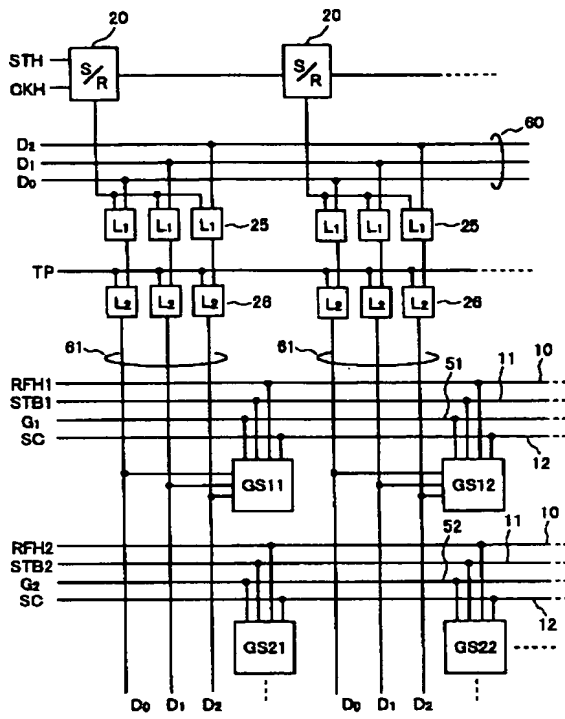 20 20
STH
CKH
S/R S/R
60
D2
D1
D0
L1 L1 L1 25 L1 L1 L1 25
TP
L2 L2 L2 26 L2 L2 L2 26
61 61
RFH1 10
STB1 51 11
G1
SC
GS11 GS12 12
RFH2 10
STB2 52 11
G2
SC
GS21 GS22 12
D0 D1 D2 D0 D1 D2